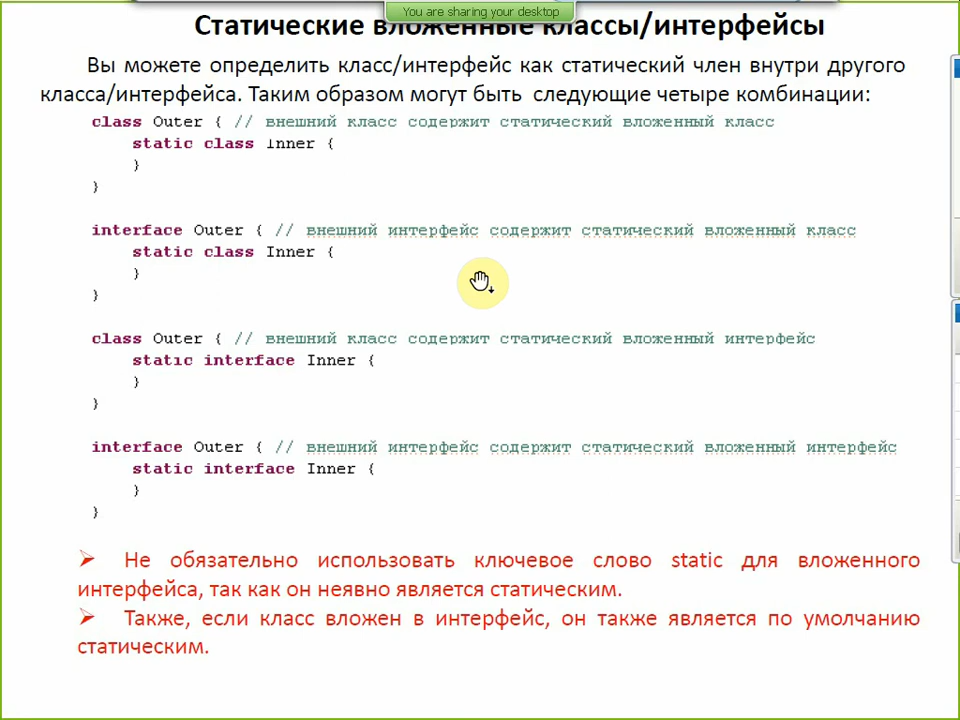 You are sharing your desktop
Статические вложенные классы/интерфейсы
Вы можете определить класс/интерфейс как статический член внутри другого
класса/интерфейса. Таким образом могут быть следующие четыре комбинации:
class Outer { // внешний класс содержит статический вложенный класс
static class Inner {
}
}
interface Outer { // внешний интерфейс содержит статический вложенный класс
static class Inner {
}
}
class Outer { // внешний класс содержит статический вложенный интерфейс
static interface Inner {
}
}
interface Outer { // внешний интерфейс содержит статический вложенный интерфейс
static interface Inner {
}
}
Не обязательно использовать ключевое слово static для вложенного
интерфейса, так как он неявно является статическим.
Также, если класс вложен в интерфейс, он также является по умолчанию
статическим.